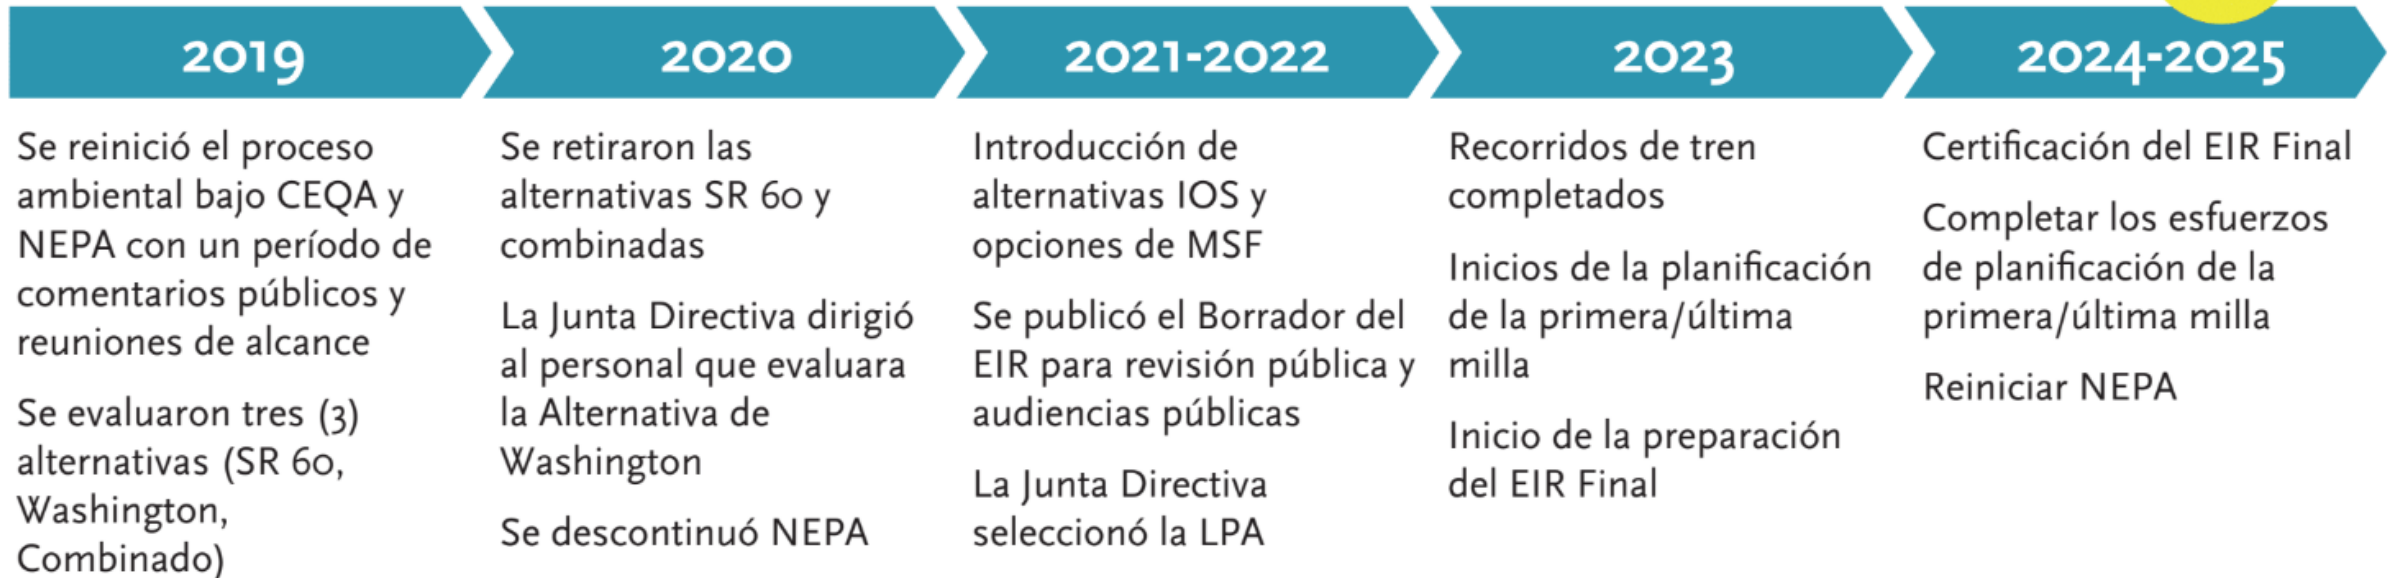 2019
Se reinició el proceso
ambiental bajo CEQA y
NEPA con un período de
comentarios públicos y
reuniones de alcance
Se evaluaron tres (3)
alternativas (SR 60,
Washington,
Combinado)
2020
Se retiraron las
alternativas SR 60 y
combinadas
La Junta Directiva dirigió
al personal que evaluara
la Alternativa de
Washington
Se descontinuó NEPA
2021-2022
Introducción de
alternativas IOS y
opciones de MSF
Se publicó el Borrador del
EIR para revisión pública y
audiencias públicas
La Junta Directiva
seleccionó la LPA
2023
Recorridos de tren
completados
Inicios de la planificación
de la primera/última
milla
Inicio de la preparación
del EIR Final
2024-2025
Certificación del EIR Final
Completar los esfuerzos
de planificación de la
primera/última milla
Reiniciar NEPA